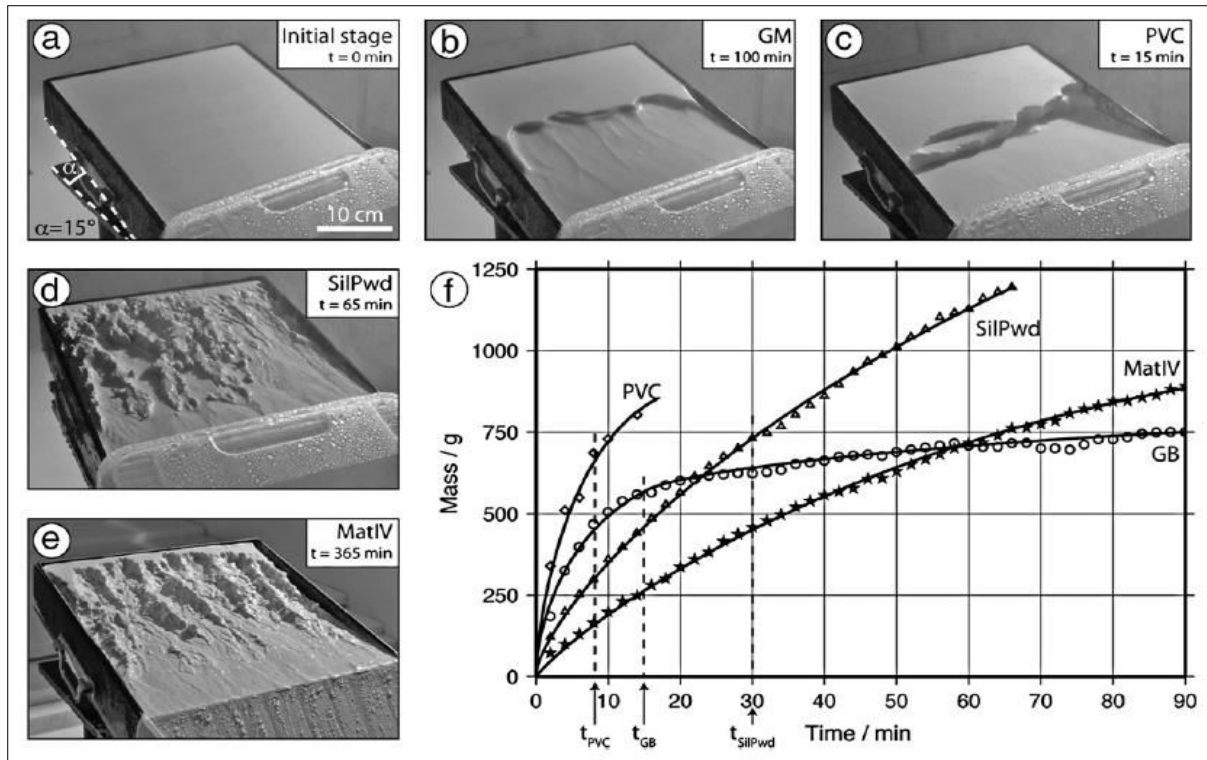 a
Initial stage
t = 0 min
α
α=15°
10 cm
b
GM
t = 100 min
c
PVC
t = 15 min
d
SilPwd
t = 65 min
e
MatIV
t = 365 min
f
1250
1000
750
500
250
0
Mass / g
PVC
SilPwd
MatIV
GB
0 10 20 30 40 50 60 70 80 90
tPVC tGB tSilPwd Time / min